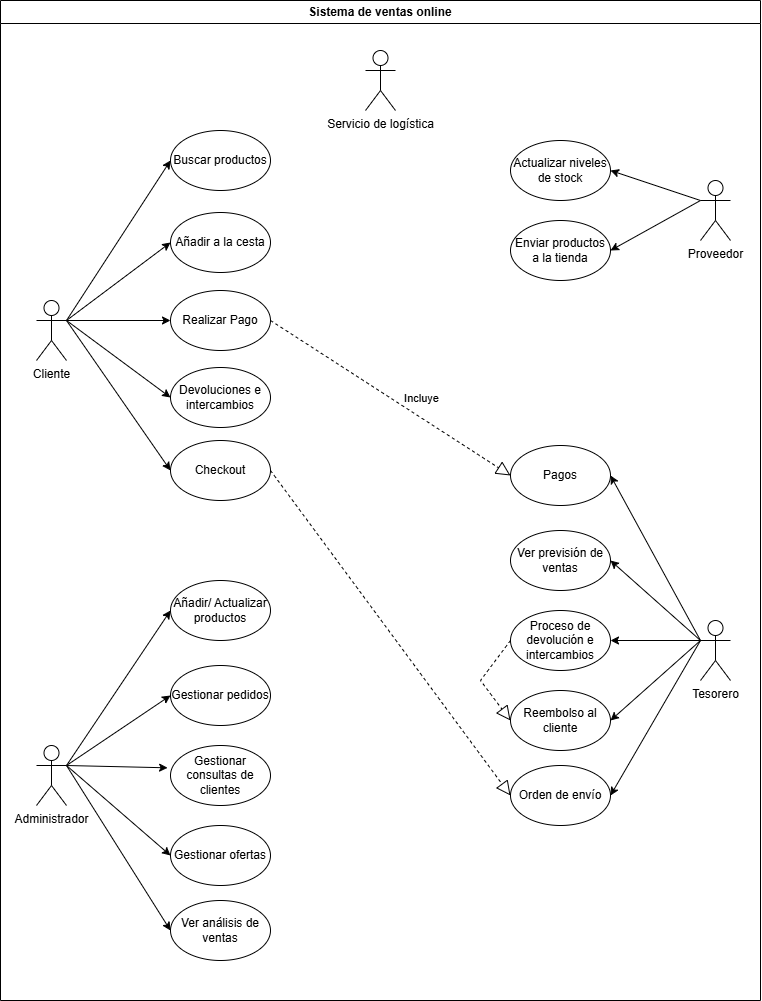 Sistema de ventas online
Servicio de logística
Buscar productos
Añadir a la cesta
Realizar Pago
Devoluciones e
intercambios
Checkout
Cliente
Actualizar niveles
de stock
Enviar productos
a la tienda
Proveedor
Incluye
Pagos
Ver previsión de
ventas
Proceso de
devolución e
intercambios
Reembolso al
cliente
Orden de envío
Tesorero
Añadir/ Actualizar
productos
Gestionar pedidos
Gestionar
consultas de
clientes
Gestionar ofertas
Ver análisis de
ventas
Administrador